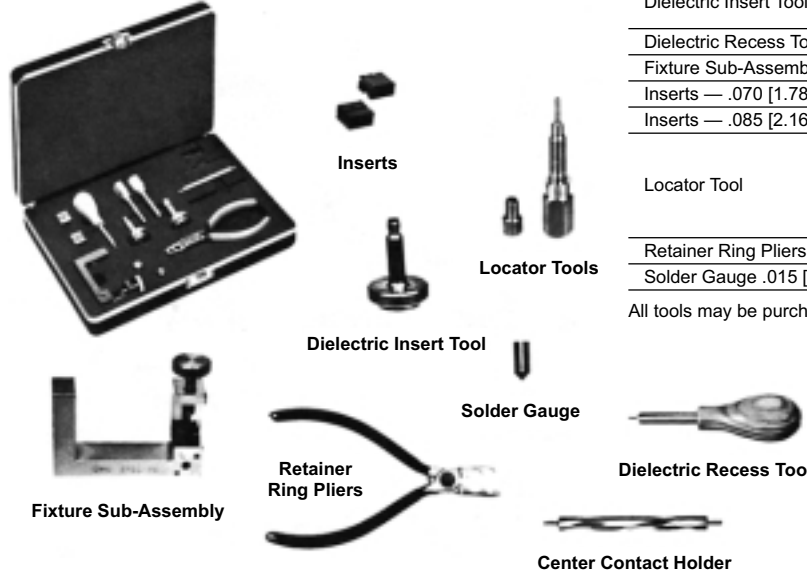 Dielectric Insert Tool
Dielectric Recess To
Fixture Sub-Assemb
Inserts — .070 [1.78
Inserts — .085 [2.16
Locator Tool
Retainer Ring Pliers
Solder Gauge .015 [
All tools may be purch
Inserts
Locator Tools
Dielectric Insert Tool
Solder Gauge
Retainer
Ring Pliers
Dielectric Recess Too
Fixture Sub-Assembly
Center Contact Holder